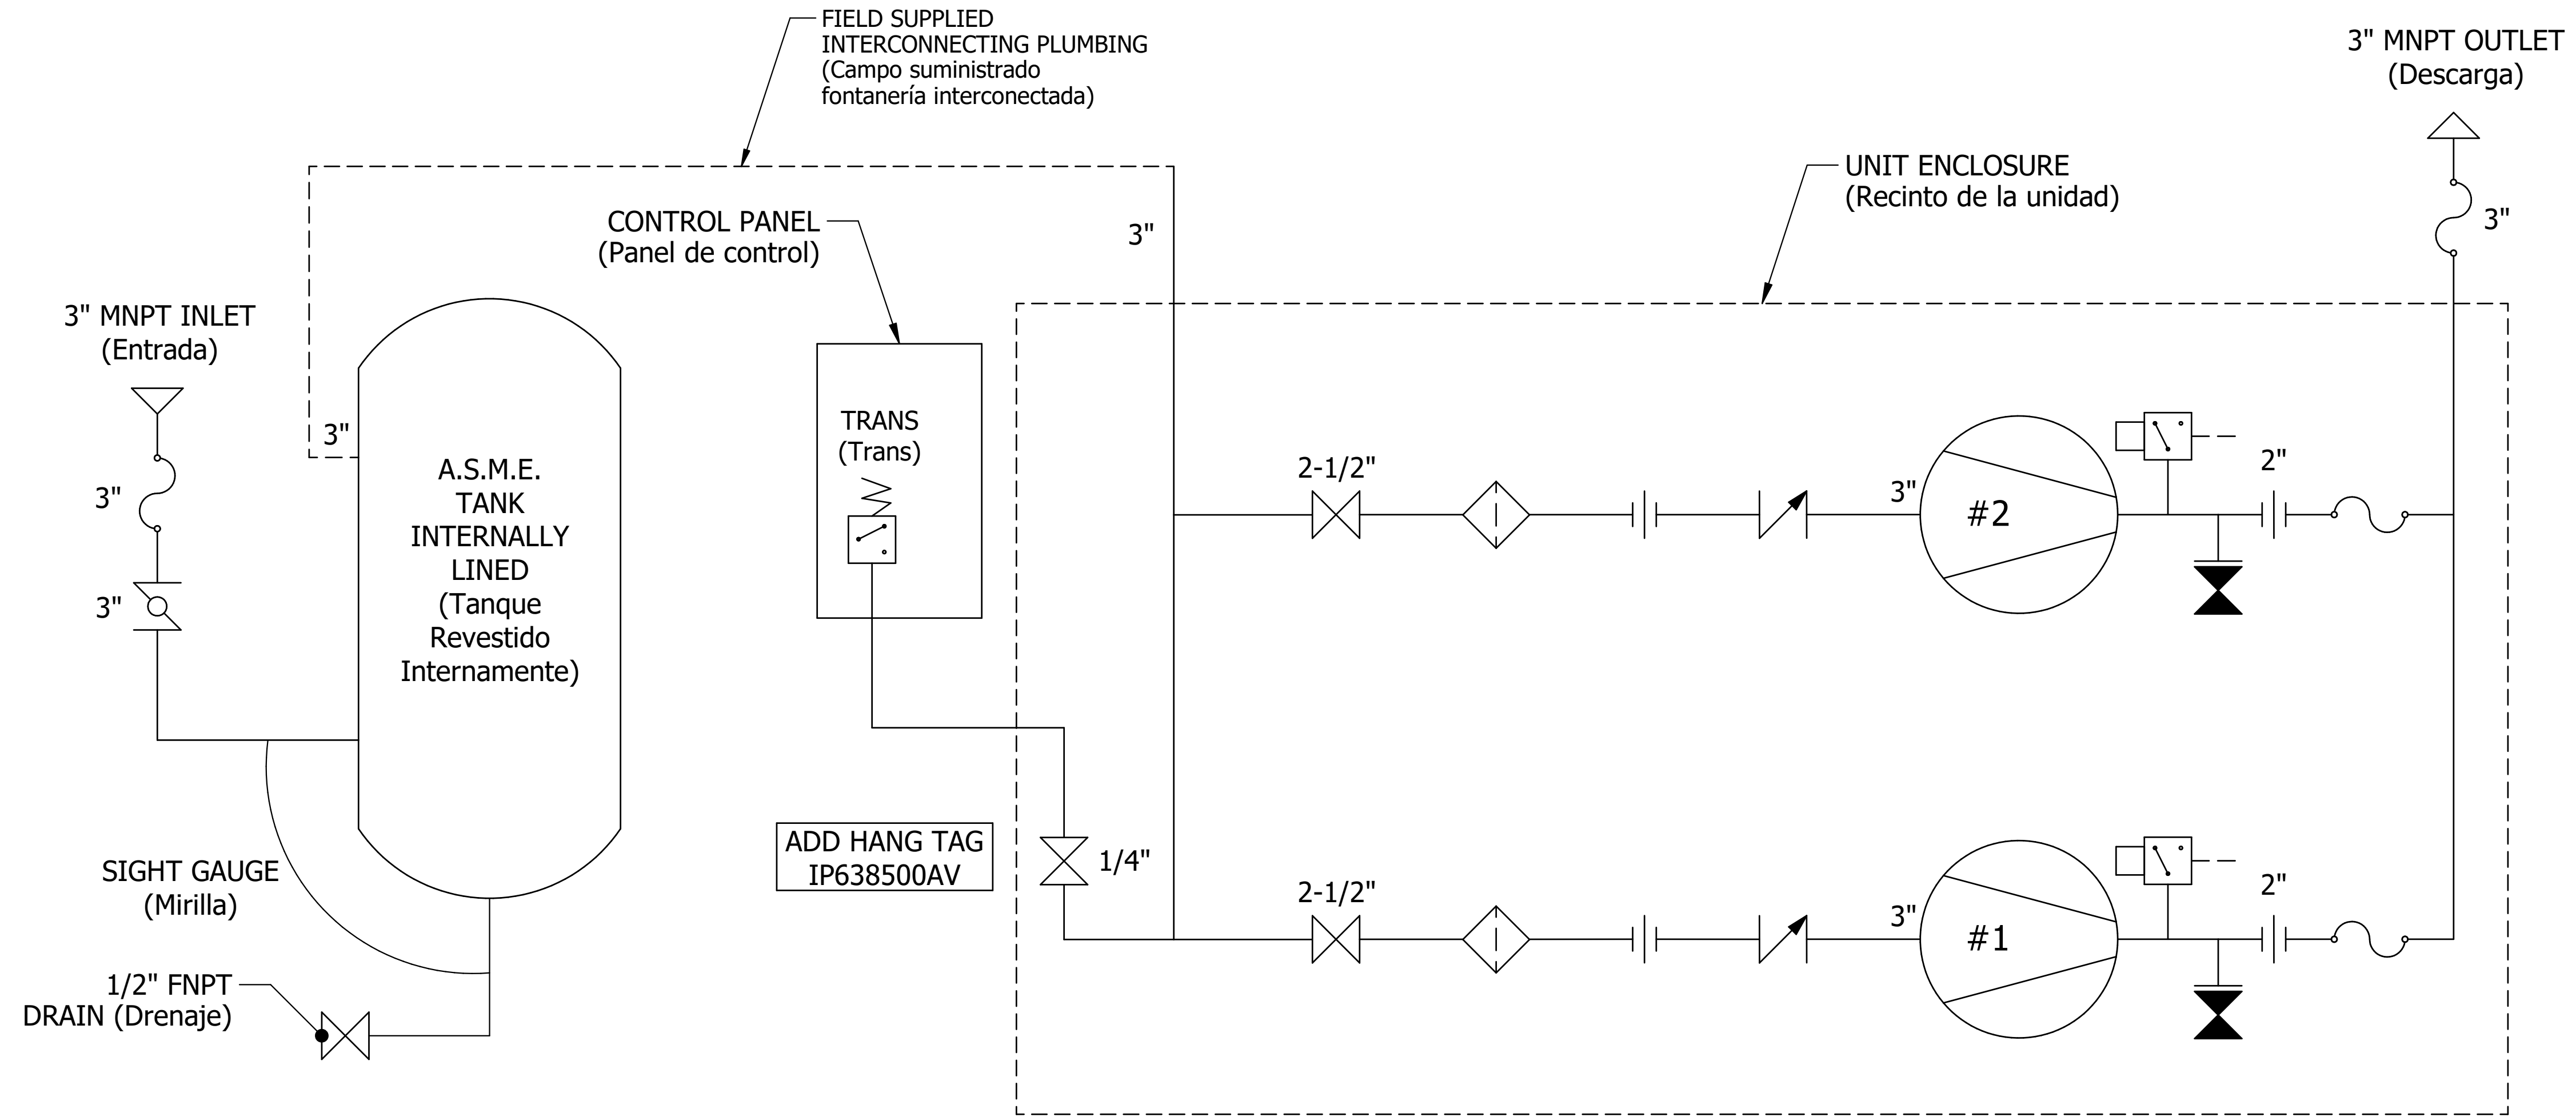 FIELD SUPPLIED
INTERCONNECTING PLUMBING
(Campo suministrado
fontanería interconectada)
3" MNPT OUTLET
(Descarga)
UNIT ENCLOSURE
(Recinto de la unidad)
CONTROL PANEL
(Panel de control)
3"
3"
3" MNPT INLET
(Entrada)
3"
3"
3"
A.S.M.E.
TANK
INTERNALLY
LINED
(Tanque
Revestido
Internamente)
TRANS
(Trans)
2-1/2"
3"
#2
2"
ADD HANG TAG
IP638500AV
1/4"
SIGHT GAUGE
(Mirilla)
2-1/2"
3"
#1
2"
1/2" FNPT
DRAIN (Drenaje)